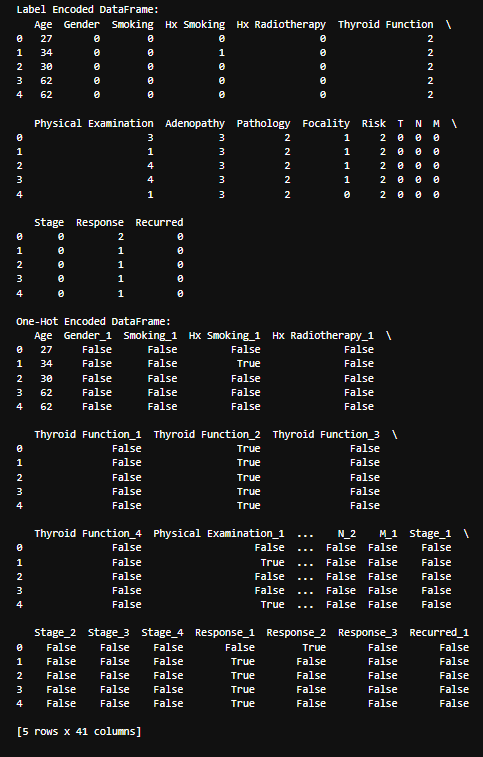 Label Encoded DataFrame:
   Age  Gender  Smoking  Hx Smoking  Hx Radiotherapy  Thyroid Function  \
0   27       0        0           0                0                 2
1   34       0        0           1                0                 2
2   30       0        0           0                0                 2
3   62       0        0           0                0                 2
4   62       0        0           0                0                 2

   Physical Examination  Adenopathy  Pathology  Focality  Risk  T  N  M  \
0                     3           3          2         1     2  0  0  0
1                     1           3          2         1     2  0  0  0
2                     4           3          2         1     2  0  0  0
3                     4           3          2         1     2  0  0  0
4                     1           3          2         0     2  0  0  0

   Stage  Response  Recurred
0      0         2         0
1      0         1         0
2      0         1         0
3      0         1         0
4      0         1         0

One-Hot Encoded DataFrame:
   Age  Gender_1  Smoking_1  Hx Smoking_1  Hx Radiotherapy_1  \
0   27     False      False         False              False
1   34     False      False          True              False
2   30     False      False         False              False
3   62     False      False         False              False
4   62     False      False         False              False

   Thyroid Function_1  Thyroid Function_2  Thyroid Function_3  \
0               False                True               False
1               False                True               False
2               False                True               False
3               False                True               False
4               False                True               False

   Thyroid Function_4  Physical Examination_1  ...    N_2    M_1  Stage_1  \
0               False                   False  ...  False  False    False
1               False                    True  ...  False  False    False
2               False                   False  ...  False  False    False
3               False                   False  ...  False  False    False
4               False                    True  ...  False  False    False

   Stage_2  Stage_3  Stage_4  Response_1  Response_2  Response_3  Recurred_1
0    False    False    False       False        True       False       False
1    False    False    False        True       False       False       False
2    False    False    False        True       False       False       False
3    False    False    False        True       False       False       False
4    False    False    False        True       False       False       False

[5 rows x 41 columns]